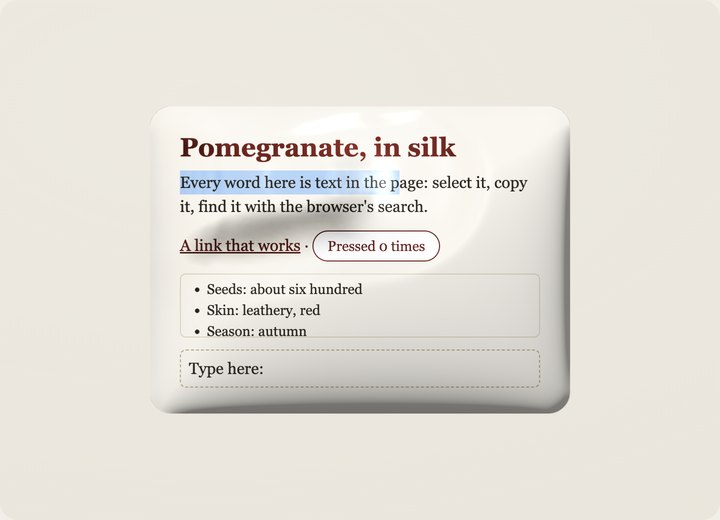 Pomegranate, in silk
Every word here is text in the page: select it, copy
it, find it with the browser's search.
A link that works · Pressed 0 times
• Seeds: about six hundred
• Skin: leathery, red
• Season: autumn
Type here: